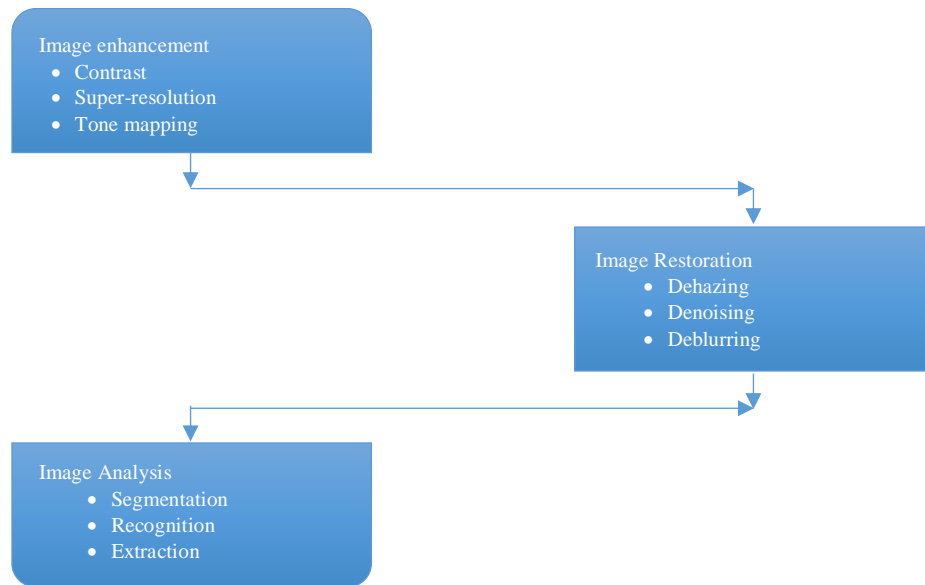 Image enhancement
• Contrast
• Super-resolution
• Tone mapping
Image Restoration
• Dehazing
• Denoising
• Deblurring
Image Analysis
• Segmentation
• Recognition
• Extraction